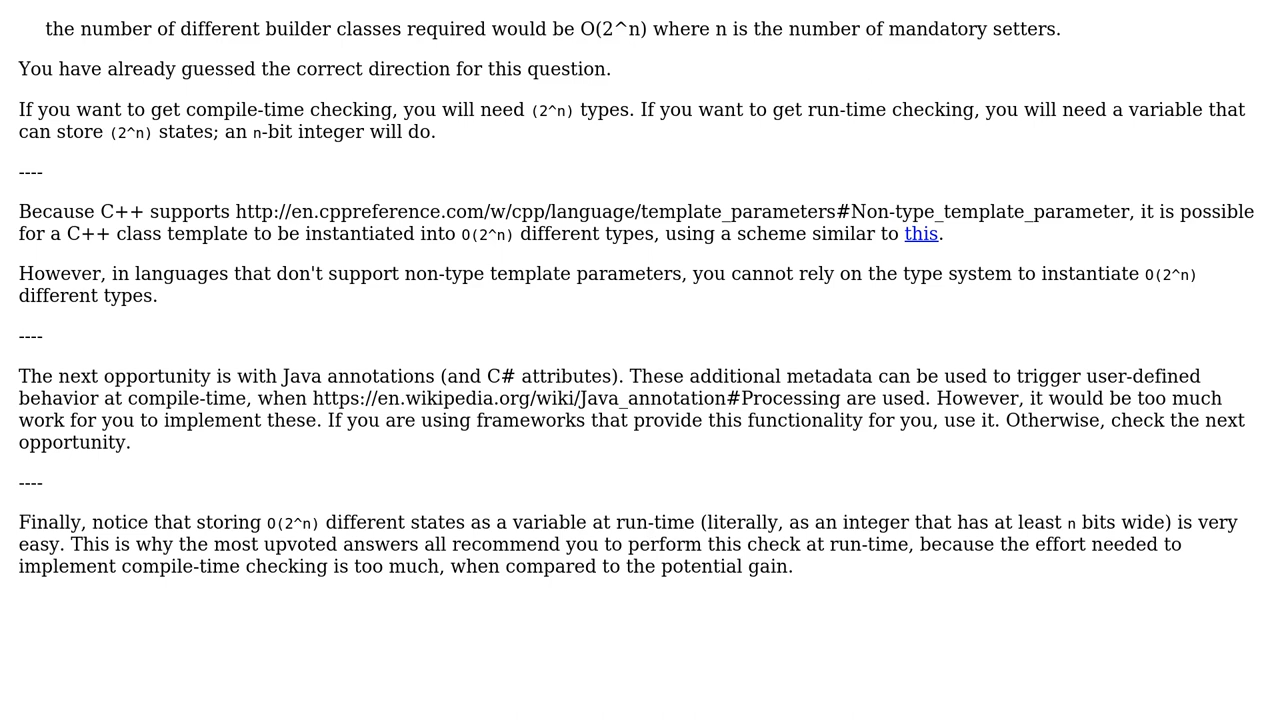 the number of different builder classes required would be O(2^n) where n is the number of mandatory setters.
You have already guessed the correct direction for this question.
If you want to get compile-time checking, you will need (2^n) types. If you want to get run-time checking, you will need a variable that
can store (2^n) states; an n-bit integer will do.
----
Because C++ supports http://en.cppreference.com/w/cpp/language/template_parameters#Non-type_template_parameter, it is possible
for a C++ class template to be instantiated into O(2^n) different types, using a scheme similar to this.
However, in languages that don't support non-type template parameters, you cannot rely on the type system to instantiate O(2^n)
different types.
----
The next opportunity is with Java annotations (and C# attributes). These additional metadata can be used to trigger user-defined
behavior at compile-time, when https://en.wikipedia.org/wiki/Java_annotation#Processing are used. However, it would be too much
work for you to implement these. If you are using frameworks that provide this functionality for you, use it. Otherwise, check the next
opportunity.
----
Finally, notice that storing O(2^n) different states as a variable at run-time (literally, as an integer that has at least n bits wide) is very
easy. This is why the most upvoted answers all recommend you to perform this check at run-time, because the effort needed to
implement compile-time checking is too much, when compared to the potential gain.